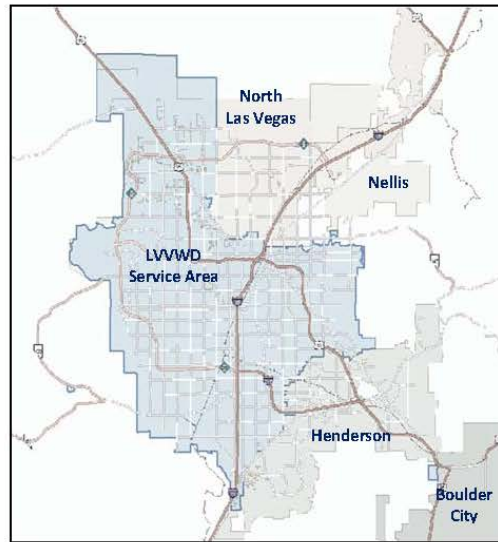 North
Las Vegas
Nellis
LVVWD
Service Area
Henderson
Boulder
City